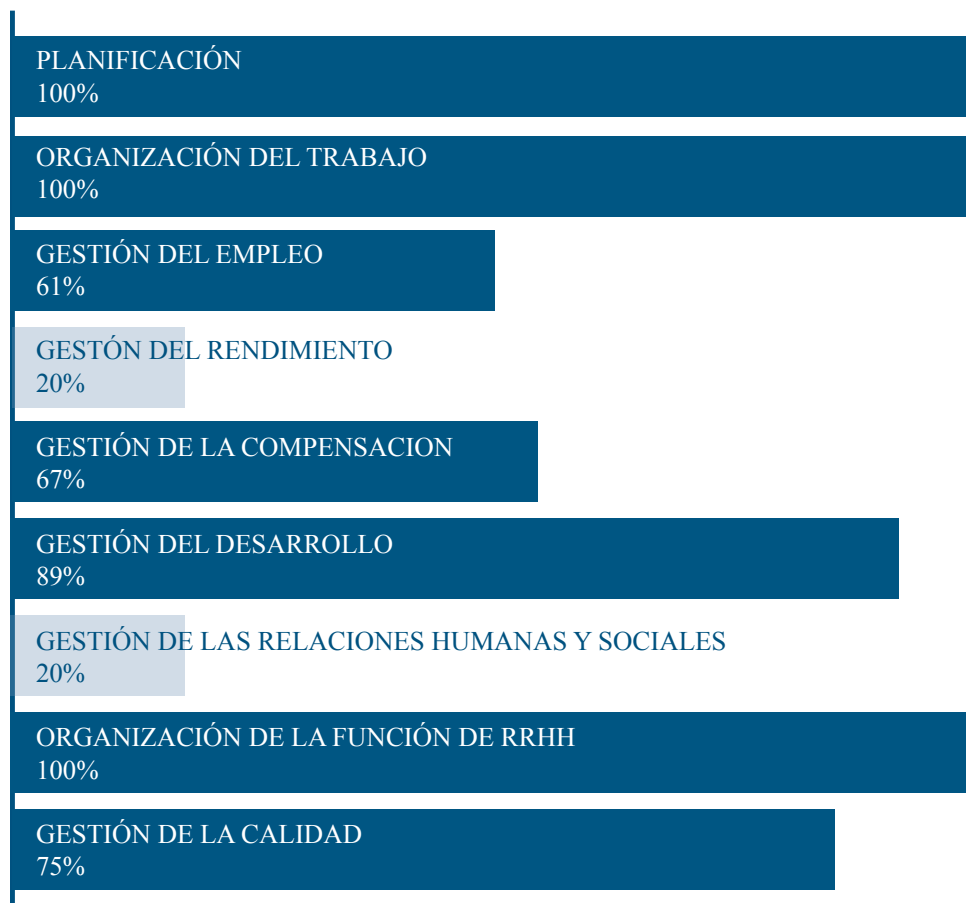 PLANIFICACIÓN
100%
ORGANIZACIÓN DEL TRABAJO
100%
GESTIÓN DEL EMPLEO
61%
GESTÓN DEL RENDIMIENTO
20%
GESTIÓN DE LA COMPENSACION
67%
GESTIÓN DEL DESARROLLO
89%
GESTIÓN DE LAS RELACIONES HUMANAS Y SOCIALES
20%
ORGANIZACIÓN DE LA FUNCIÓN DE RRHH
100%
GESTIÓN DE LA CALIDAD
75%